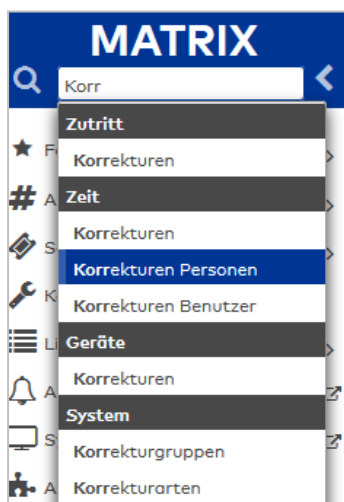 MATRIX
Korr
Zutritt
Korrekturen
Zeit
Korrekturen
Korrekturen Personen
Korrekturen Benutzer
Geräte
Korrekturen
System
Korrekturgruppen
Korrekturarten